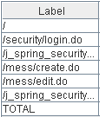 Label
/
/security/login.do
/j_spring_security...
/mess/create.do
/mess/edit.do
/j_spring_security...
TOTAL